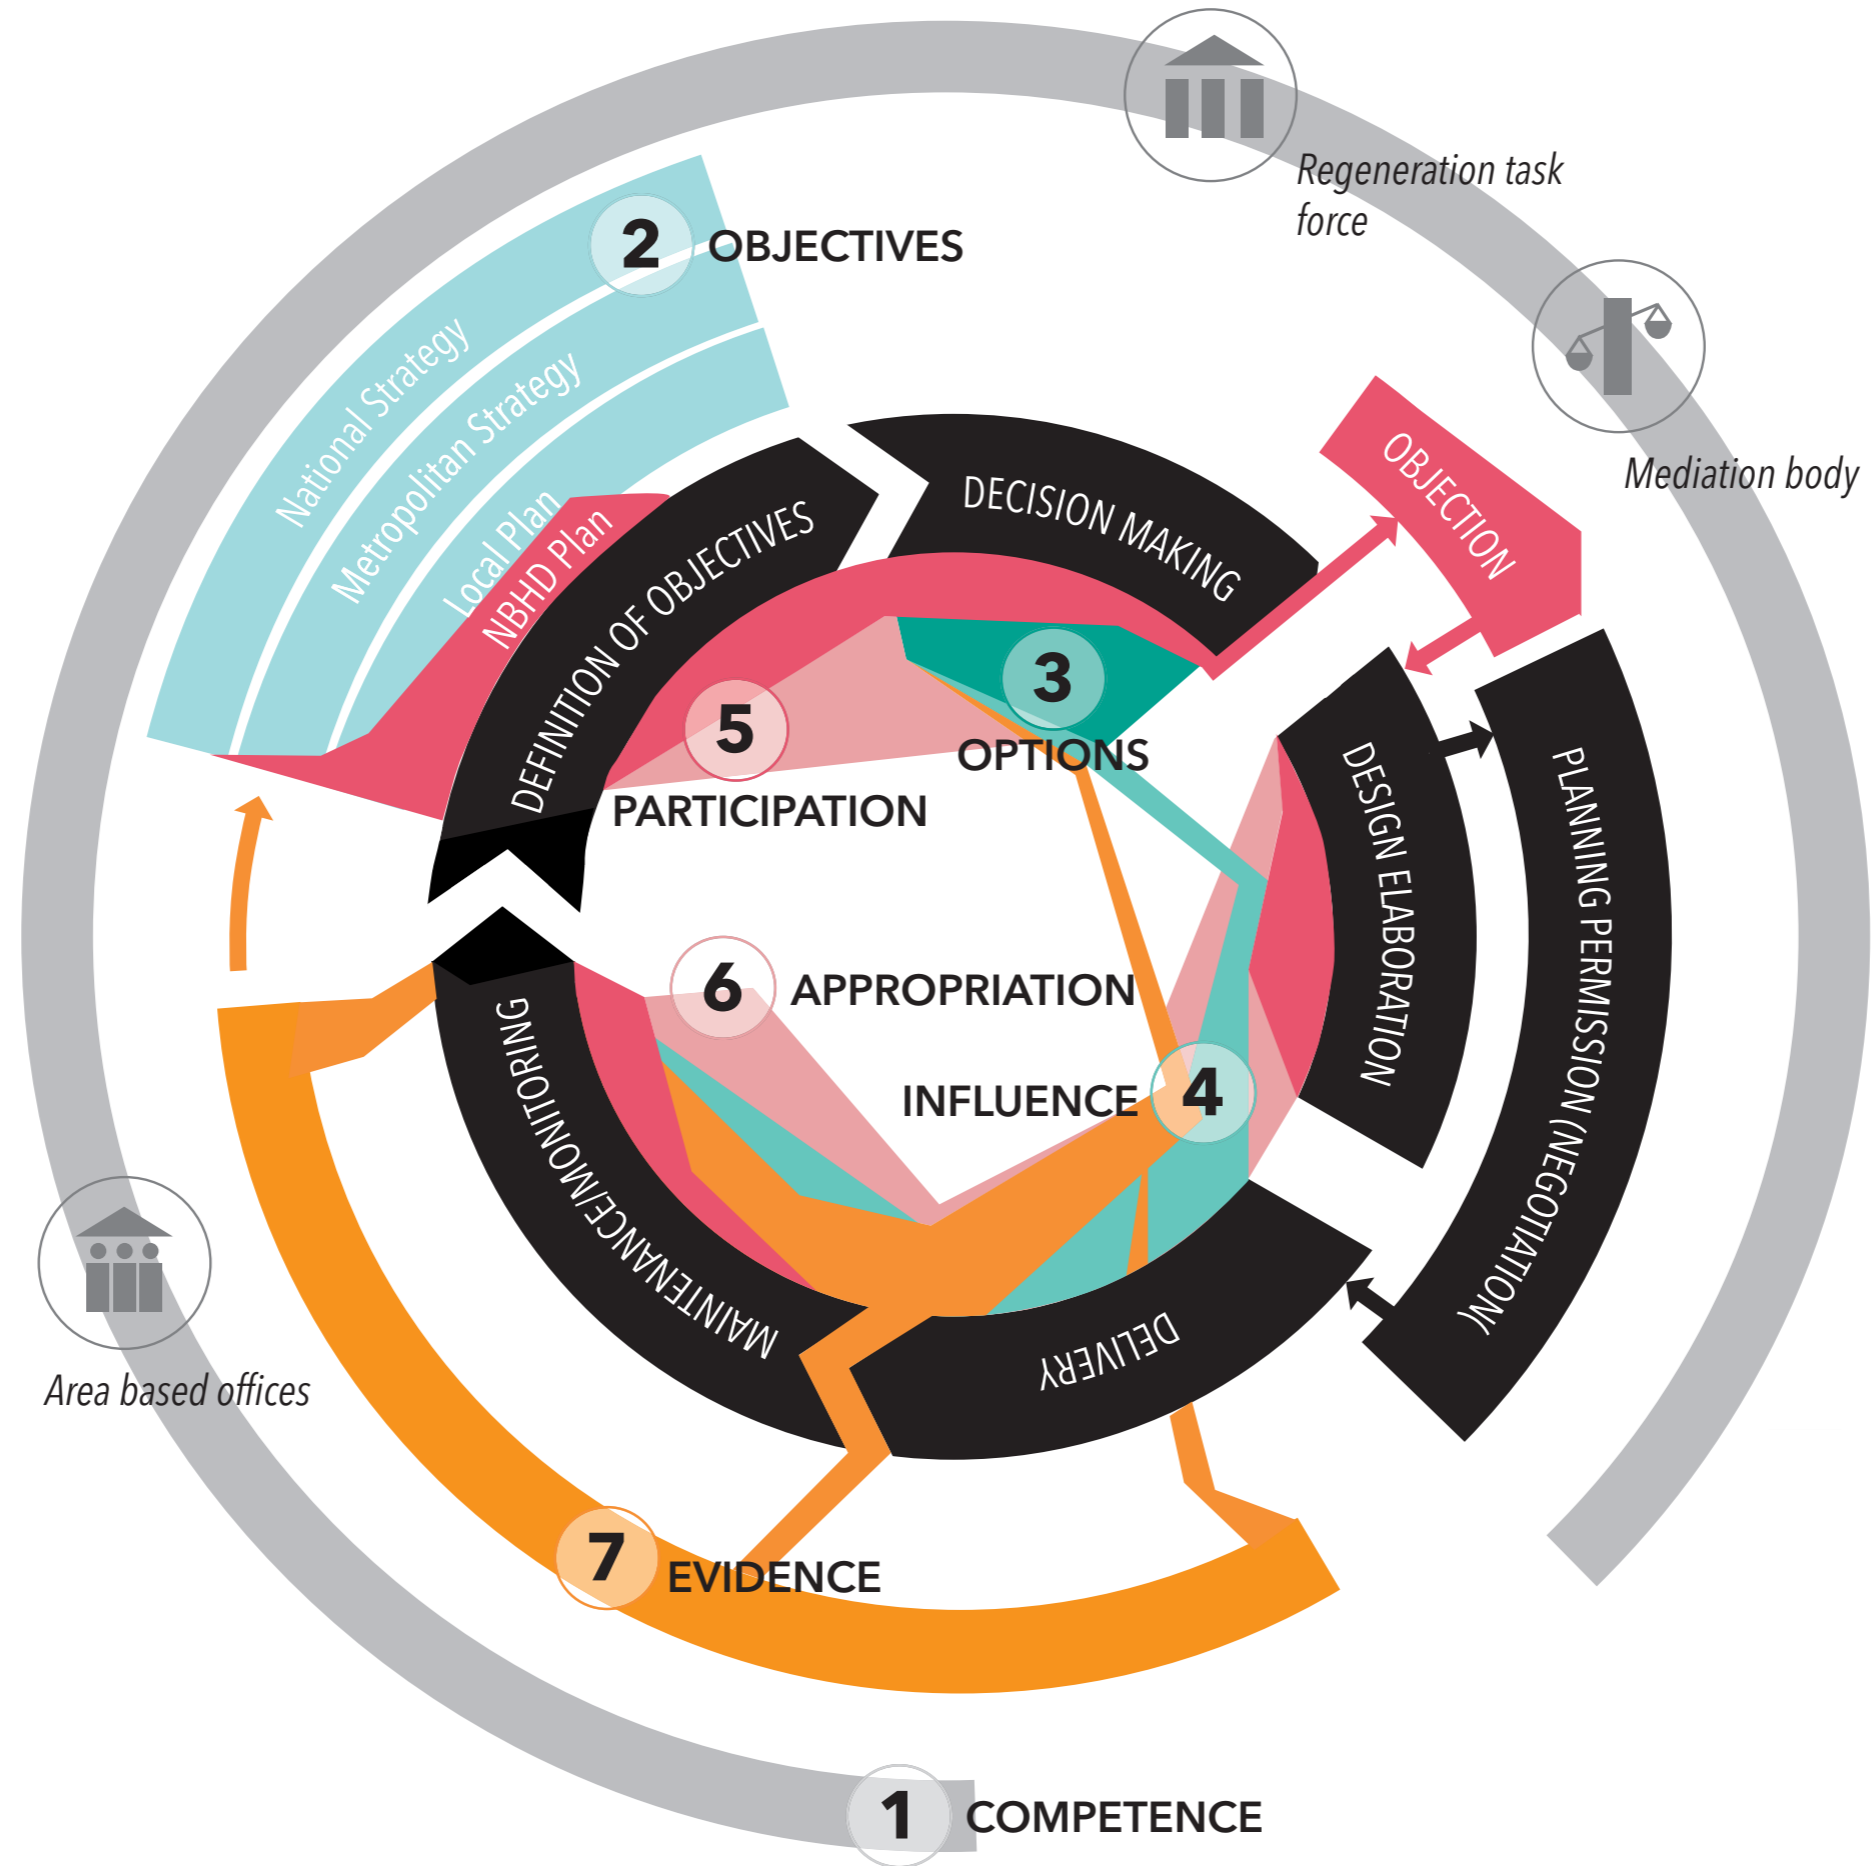 Regeneration task
force
2 OBJECTIVES
Mediation body
National Strategy
Metropolitan Strategy
Local Plan
NBHD Plan
DEFINITION OF OBJECTIVES
DECISION MAKING
OBJECTION
3
OPTIONS
5
PARTICIPATION
DESIGN ELABORATION
PLANNING PERMISSION (NEGOTIATION(
6 APPROPRIATION
INFLUENCE 4
MAINTENANCE/MONITORING
DELIVERY
Area based offices
7 EVIDENCE
1 COMPETENCE